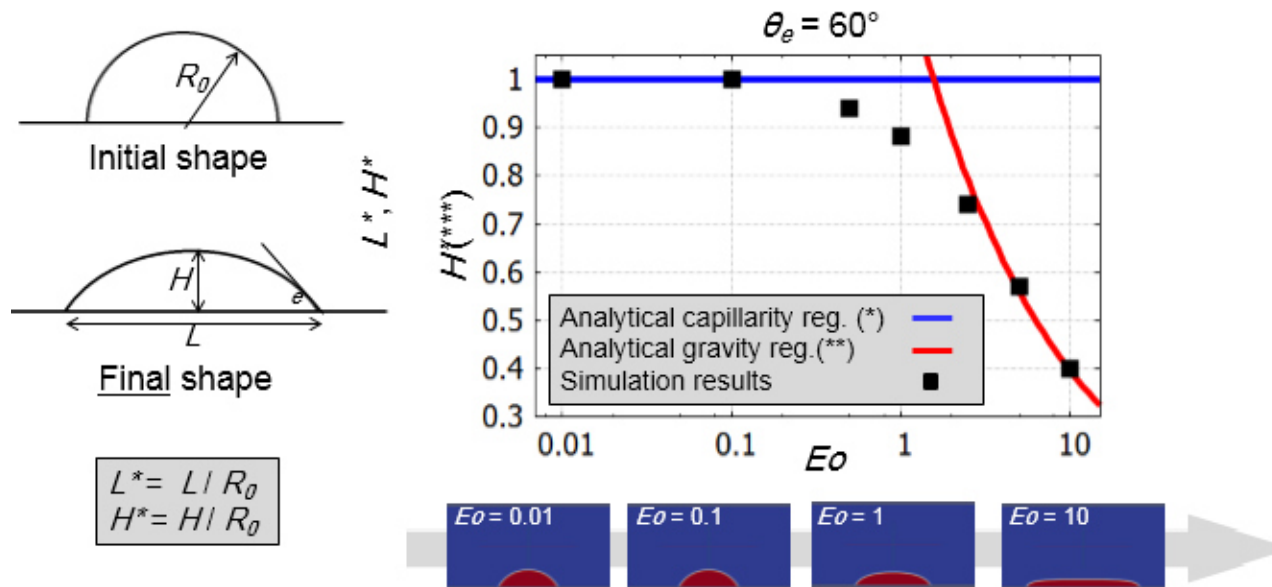 R₀
Initial shape
H
e
L
Final shape
L* = L / R₀
H* = H / R₀
L*, H*
θₑ = 60°
H(***)
1
0.9
0.8
0.7
0.6
0.5
0.4
0.3
Analytical capillarity reg. (*)
Analytical gravity reg.(**)
Simulation results
0.01 0.1 1 10
Eo
Eo = 0.01 Eo = 0.1 Eo = 1 Eo = 10